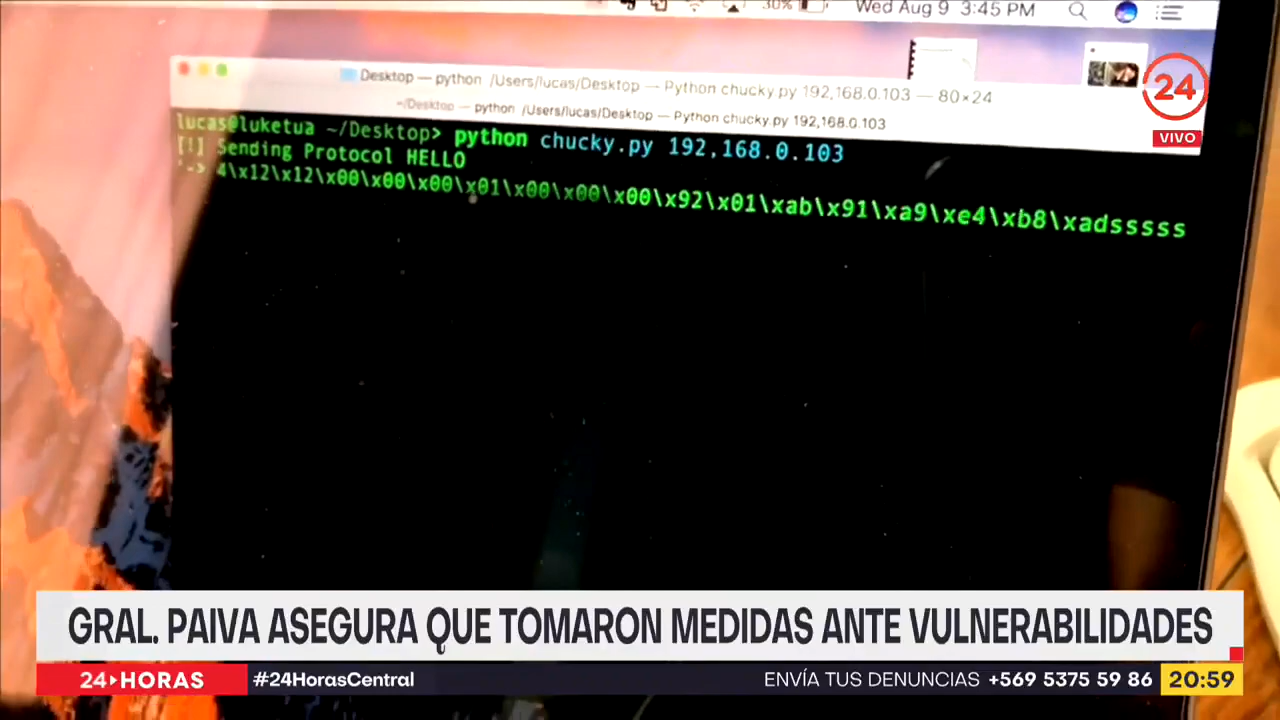 30% Wed Aug 9 3:45 PM
Desktop — python /Users/lucas/Desktop — Python chucky.py 192.168.0.103 — 80×24
~/Desktop — python /Users/lucas/Desktop — Python chucky.py 192.168.0.103
24
VIVO
lucas@luketua ~/Desktop> python chucky.py 192.168.0.103
[!] Sending Protocol HELLO
'-> 4\x12\x12\x00\x00\x00\x01\x00\x00\x00\x92\x01\xab\x91\xa9\xe4\xb8\xadsssss
GRAL. PAIVA ASEGURA QUE TOMARON MEDIDAS ANTE VULNERABILIDADES
24 HORAS #24HorasCentral ENVÍA TUS DENUNCIAS +569 5375 59 86 20:59